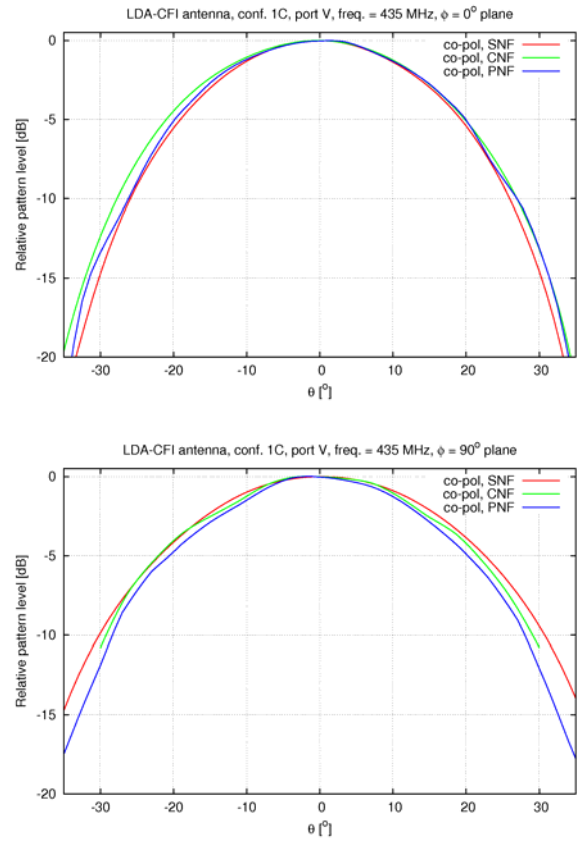 LDA-CFI antenna, conf. 1C, port V, freq. = 435 MHz, ϕ = 0° plane
co-pol, SNF
co-pol, CNF
co-pol, PNF
Relative pattern level [dB]
0
-5
-10
-15
-20
-30 -20 -10 0 10 20 30
θ [°]
LDA-CFI antenna, conf. 1C, port V, freq. = 435 MHz, ϕ = 90° plane
co-pol, SNF
co-pol, CNF
co-pol, PNF
Relative pattern level [dB]
0
-5
-10
-15
-20
-30 -20 -10 0 10 20 30
θ [°]